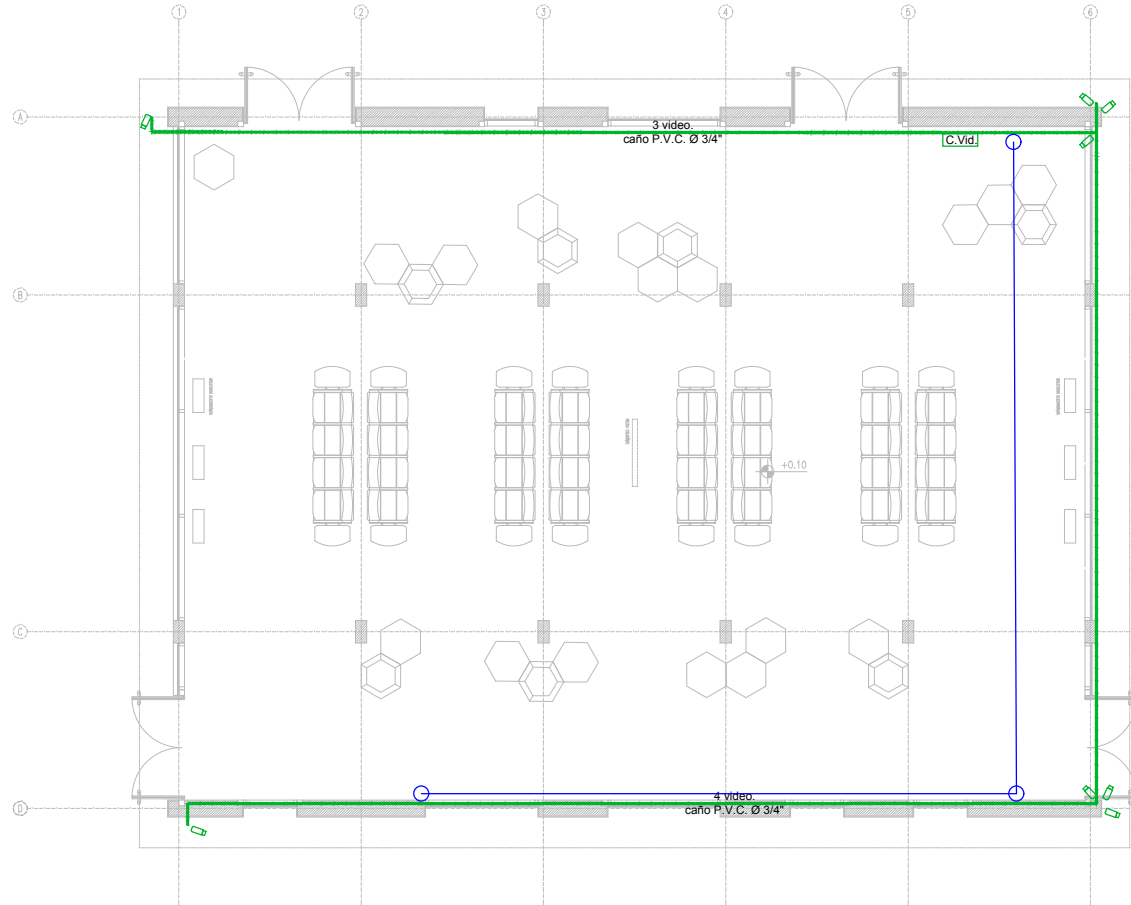 1 2 3 4 5 6
A
3 video.
caño P.V.C. Ø 3/4"
C.Vid.
B
+0.10
C
4 video.
caño P.V.C. Ø 3/4"
D